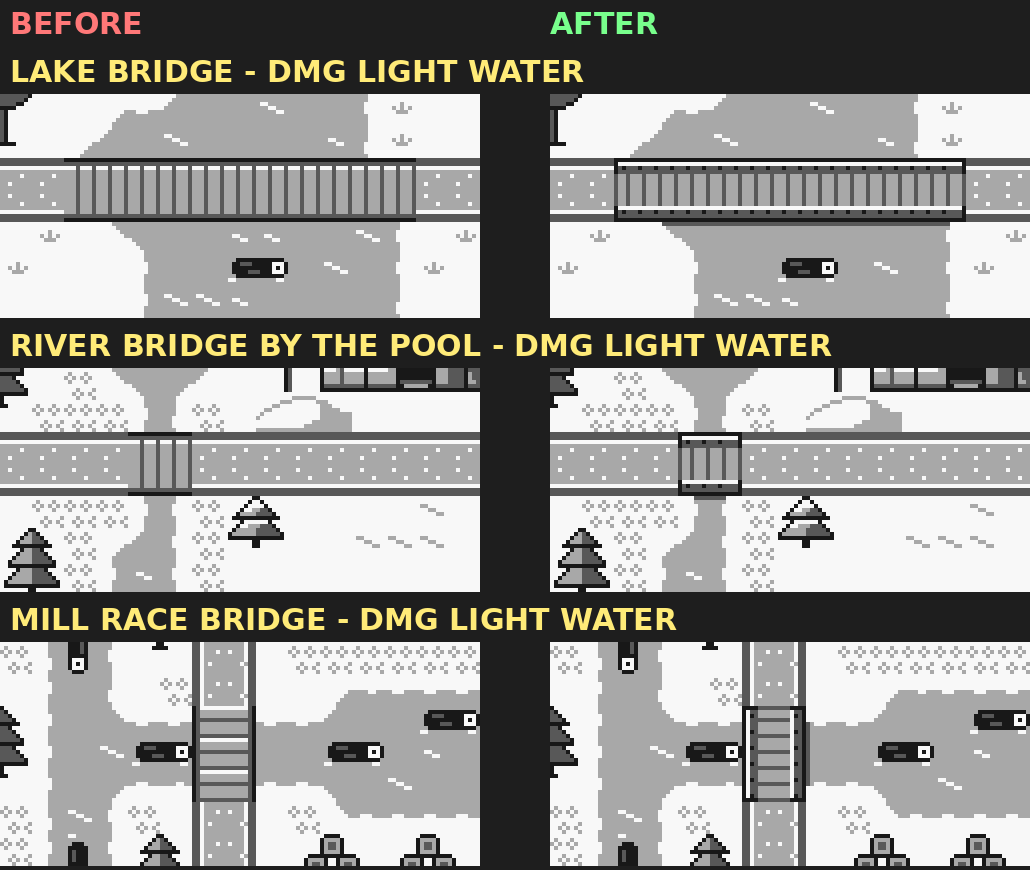 BEFORE
AFTER
LAKE BRIDGE - DMG LIGHT WATER
RIVER BRIDGE BY THE POOL - DMG LIGHT WATER
MILL RACE BRIDGE - DMG LIGHT WATER